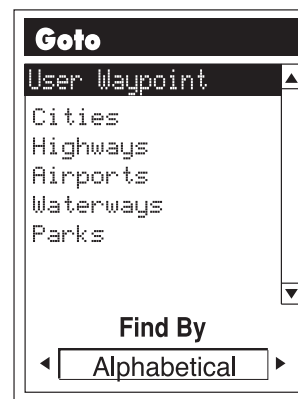 Goto
User Waypoint
Cities
Highways
Airports
Waterways
Parks
Find By
Alphabetical